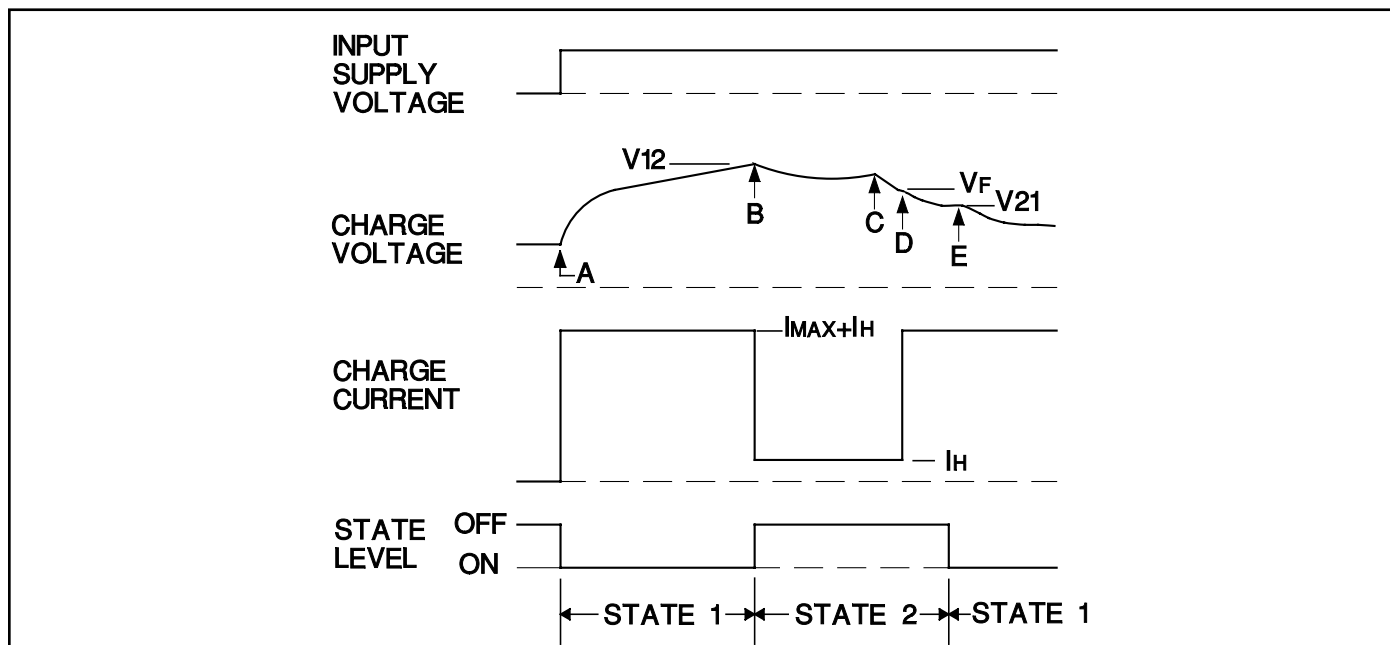 INPUT
SUPPLY
VOLTAGE
V12
VF
V21
B
C
D
E
CHARGE
VOLTAGE
A
IMAX+IH
CHARGE
CURRENT
IH
STATE
LEVEL
OFF
ON
STATE 1
STATE 2
STATE 1